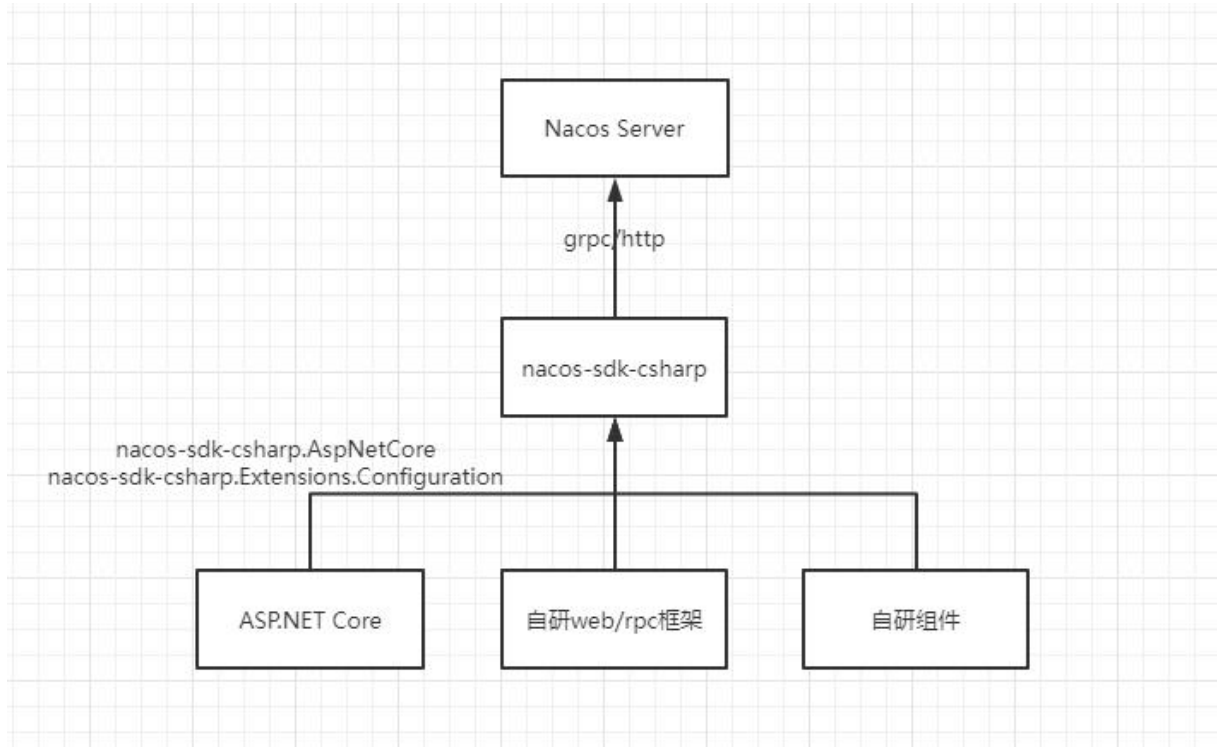 Nacos Server
grpc/http
nacos-sdk-csharp
nacos-sdk-csharp.AspNetCore
nacos-sdk-csharp.Extensions.Configuration
ASP.NET Core
自研web/rpc框架
自研组件